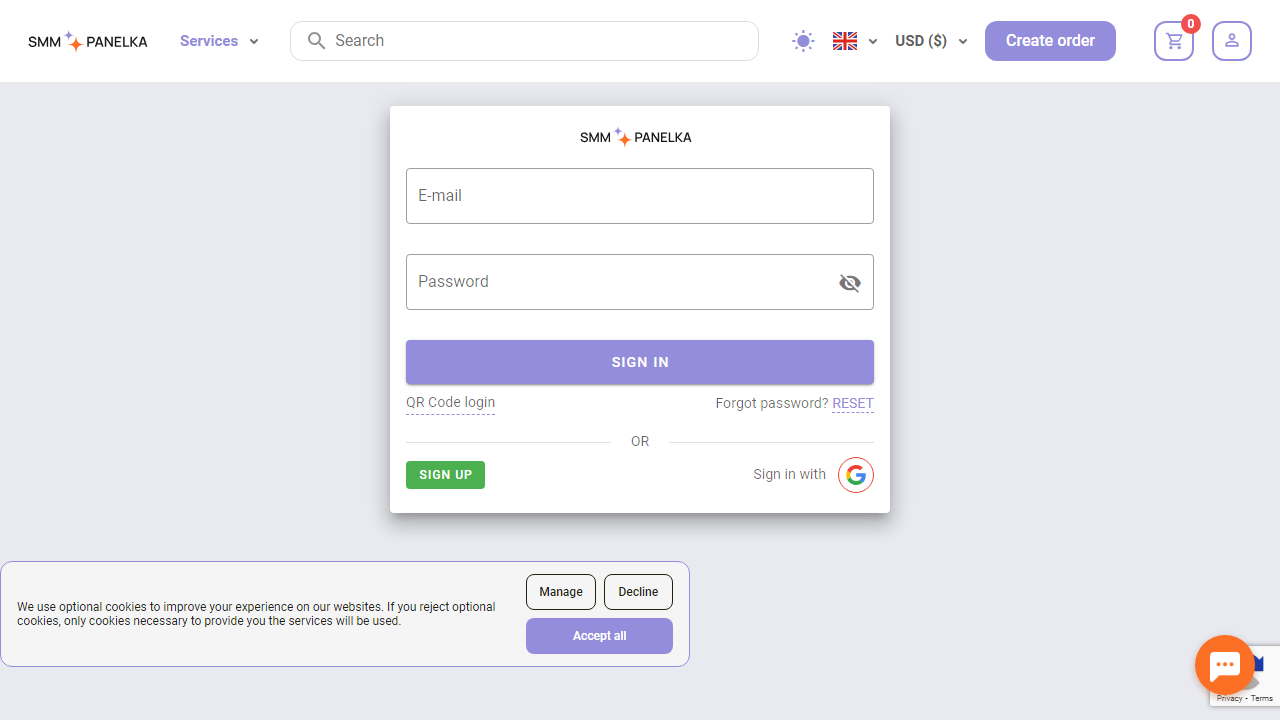 SMM PANELKA
Services
Search
USD ($)
Create order
0
SMM PANELKA
E-mail
Password
SIGN IN
QR Code login
Forgot password? RESET
OR
SIGN UP
Sign in with
We use optional cookies to improve your experience on our websites. If you reject optional
cookies, only cookies necessary to provide you the services will be used.
Manage
Decline
Accept all
Privacy - Terms